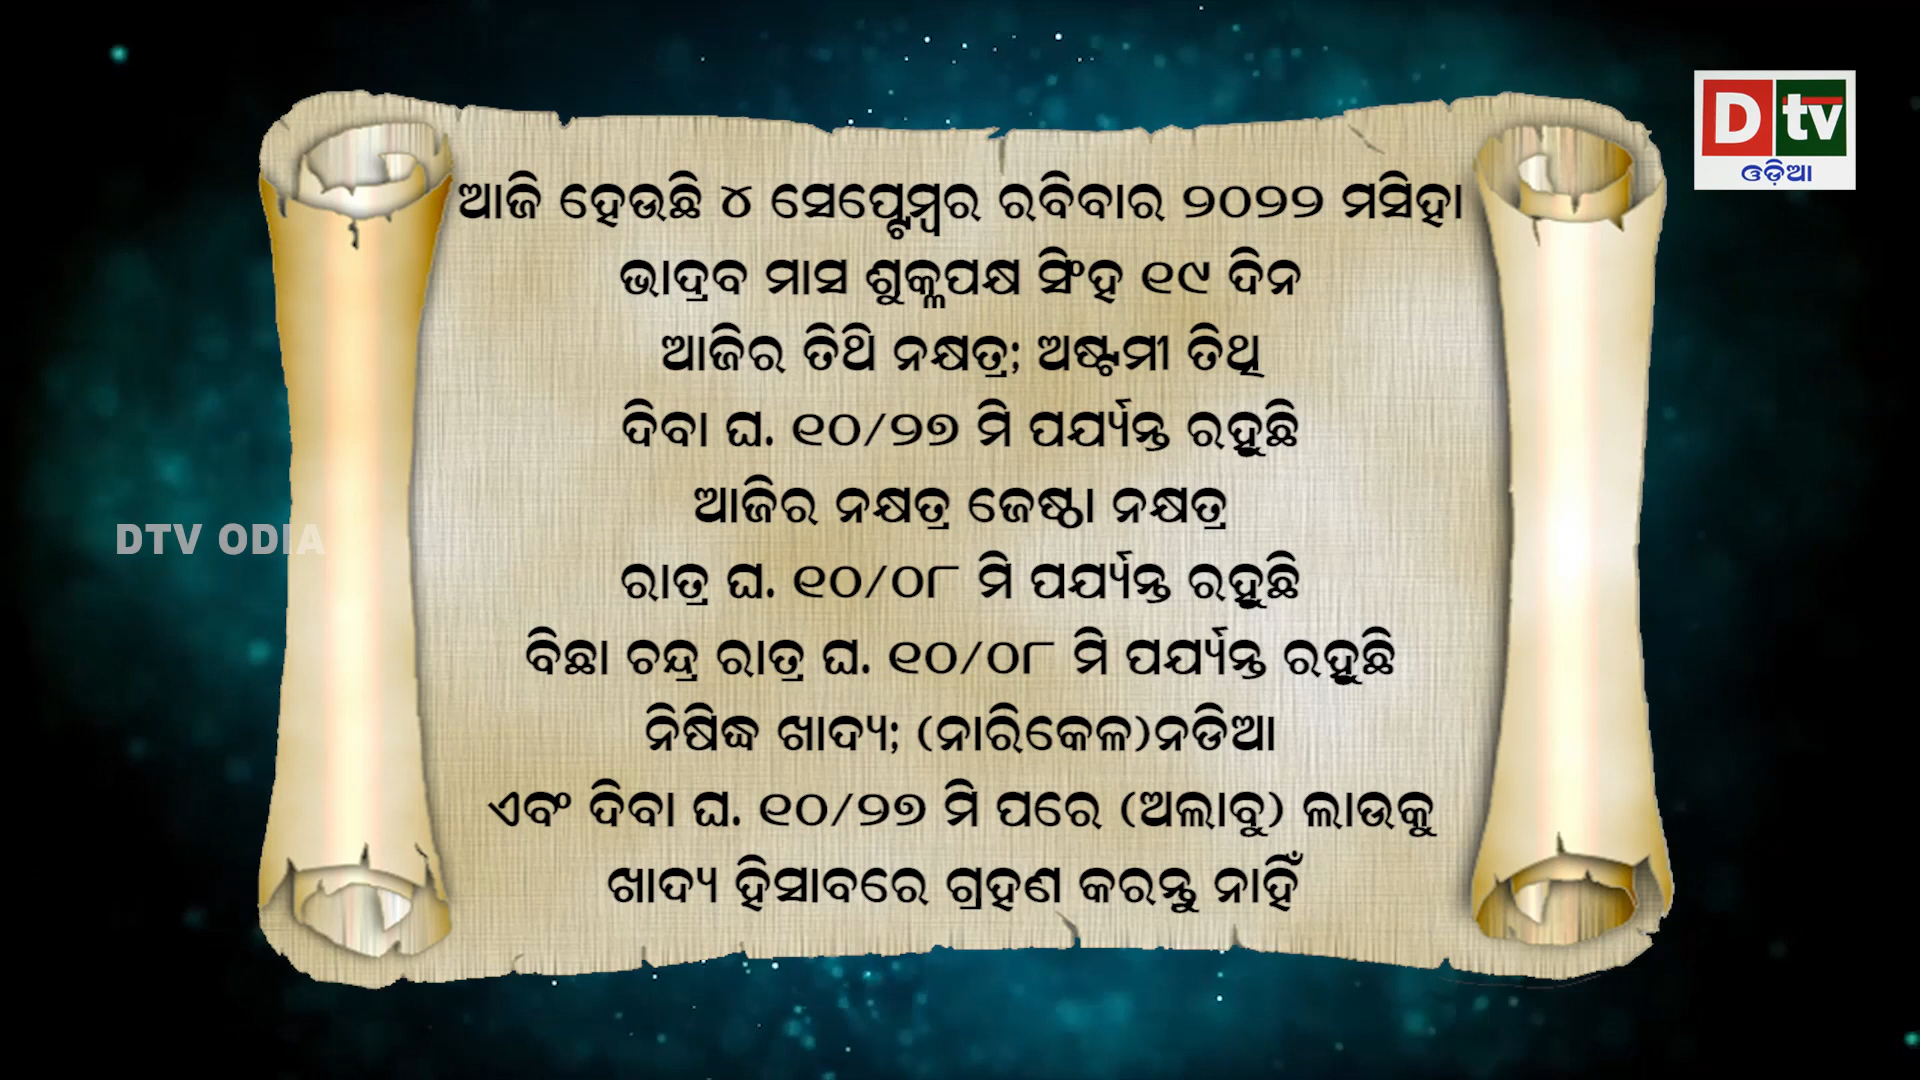 D tv
ଓଡ଼ିଆ
ଆଜି ହେଉଛି ୪ ସେପ୍ଟେମ୍ବର ରବିବାର ୨୦୨୨ ମସିହା
ଭାଦ୍ରବ ମାସ ଶୁକ୍ଳପକ୍ଷ ସିଂହ ୧୯ ଦିନ
ଆଜିର ତିଥି ନକ୍ଷତ୍ର; ଅଷ୍ଟମୀ ତିଥି
ଦିବା ଘ. ୧୦/୨୭ ମି ପର୍ଯ୍ୟନ୍ତ ରହୁଛି
ଆଜିର ନକ୍ଷତ୍ର ଜେଷ୍ଠା ନକ୍ଷତ୍ର
ରାତ୍ର ଘ. ୧୦/୦୮ ମି ପର୍ଯ୍ୟନ୍ତ ରହୁଛି
ବିଛା ଚନ୍ଦ୍ର ରାତ୍ର ଘ. ୧୦/୦୮ ମି ପର୍ଯ୍ୟନ୍ତ ରହୁଛି
ନିଷିଦ୍ଧ ଖାଦ୍ୟ; (ନାରିକେଳ)ନଡିଆ
ଏବଂ ଦିବା ଘ. ୧୦/୨୭ ମି ପରେ (ଅଲାବୁ) ଲାଉକୁ
ଖାଦ୍ୟ ହିସାବରେ ଗ୍ରହଣ କରନ୍ତୁ ନାହିଁ
DTV ODIA